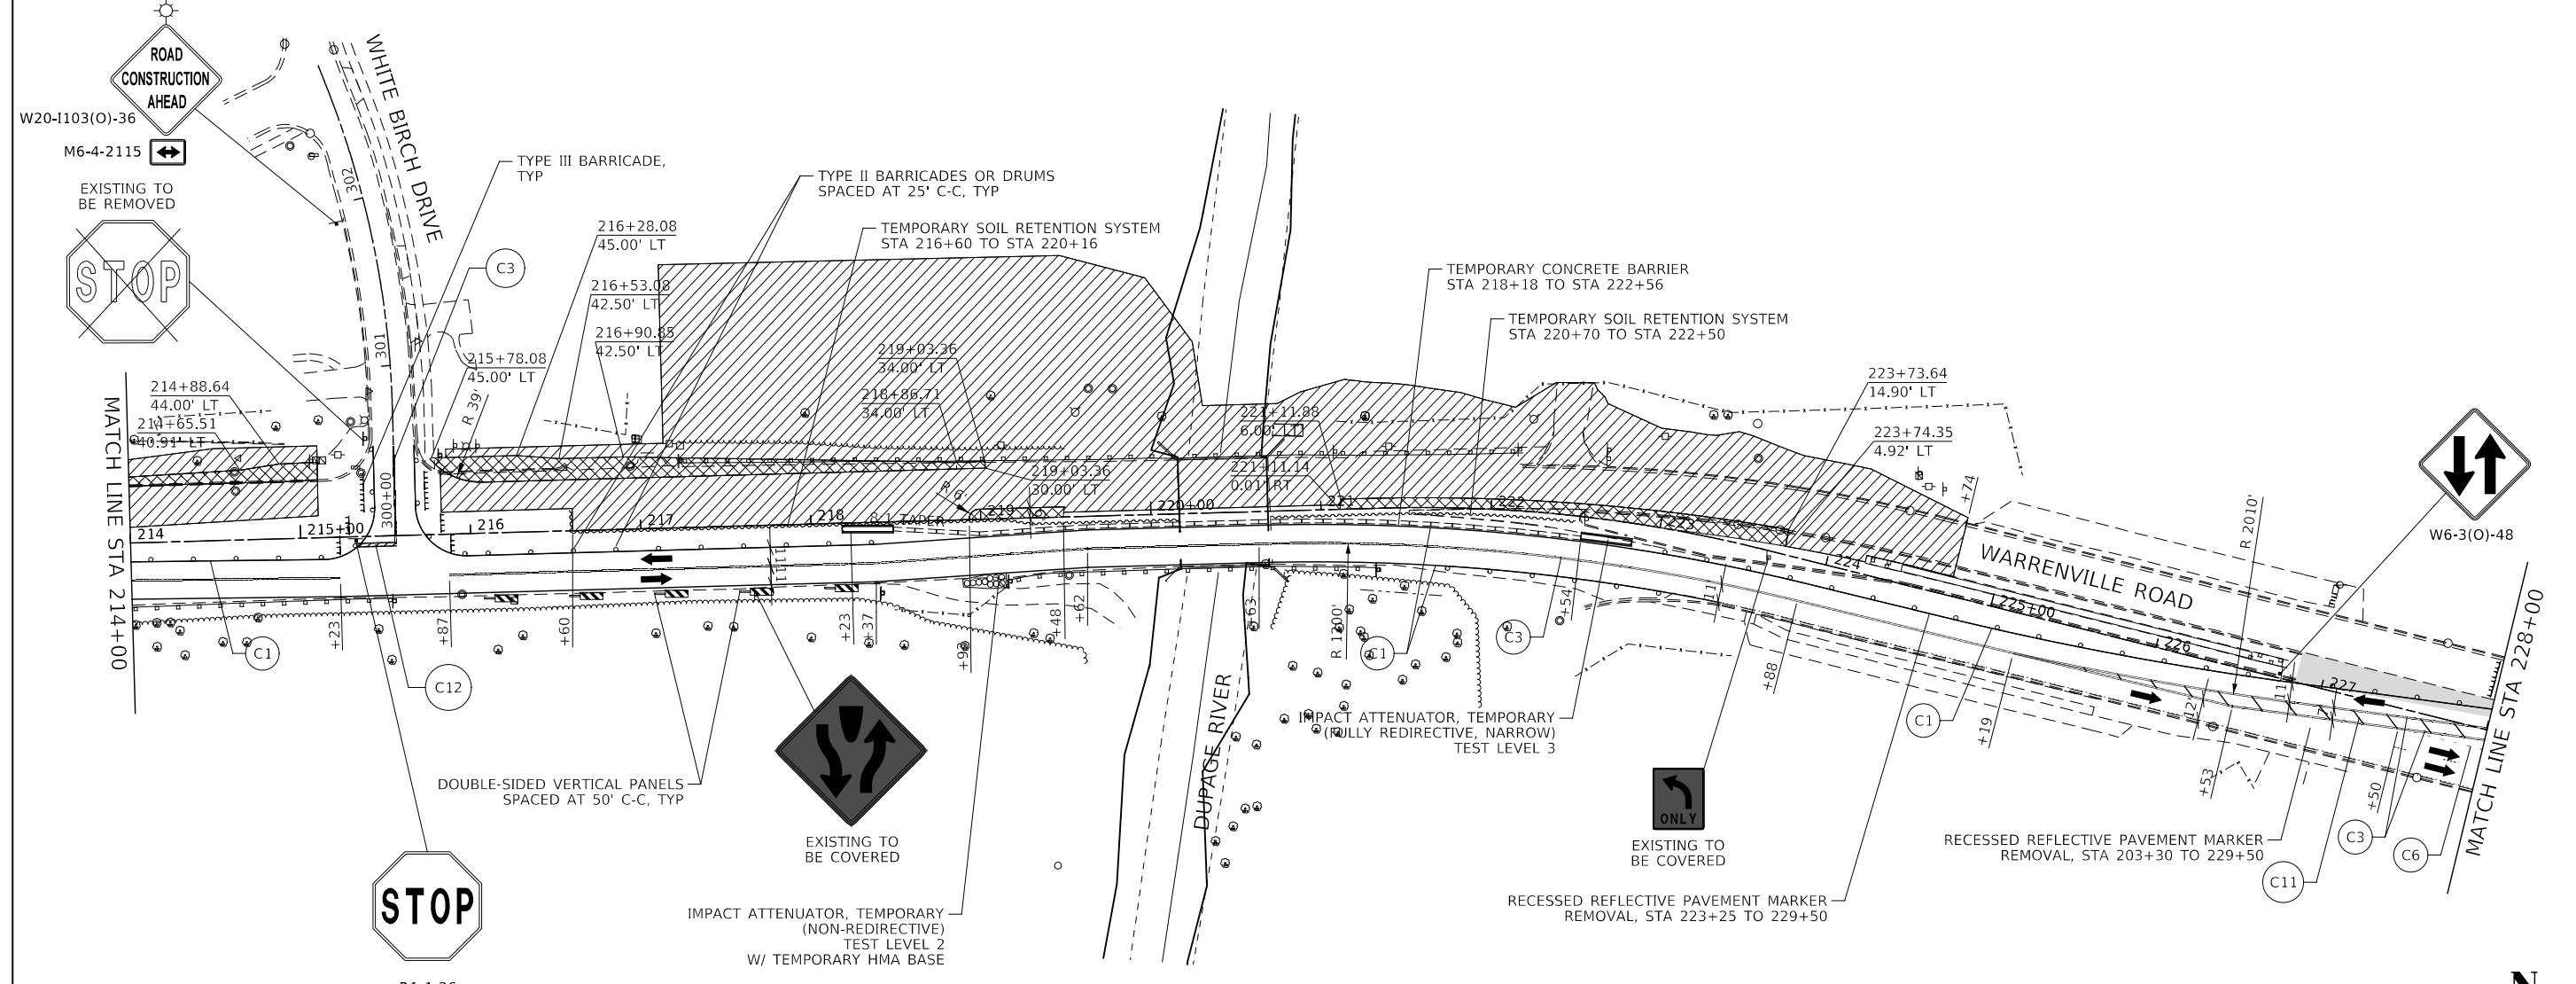 ROAD
CONSTRUCTION
AHEAD
W20-I103(O)-36
M6-4-2115
EXISTING TO
BE REMOVED
STOP
WHITE BIRCH DRIVE
302
301
300+00
TYPE III BARRICADE,
TYP
C3
TYPE II BARRICADES OR DRUMS
SPACED AT 25' C-C, TYP
TEMPORARY SOIL RETENTION SYSTEM
STA 216+60 TO STA 220+16
216+28.08
45.00' LT
216+53.08
42.50' LT
216+90.85
42.50' LT
215+78.08
45.00' LT
R 39'
214+88.64
44.00' LT
214+65.51
40.91' LT
MATCH LINE STA 214+00
219+03.36
34.00' LT
218+86.71
34.00' LT
219+03.36
30.00' LT
R 6'
8:1 TAPER
TEMPORARY CONCRETE BARRIER
STA 218+18 TO STA 222+56
TEMPORARY SOIL RETENTION SYSTEM
STA 220+70 TO STA 222+50
221+11.88
6.00' LT
221+11.14
0.01' RT
223+73.64
14.90' LT
223+74.35
4.92' LT
+74
R 2010'
W6-3(O)-48
WARRENVILLE ROAD
214
215+00
216
217
218
219
220+00
221
222
223
224
225+00
226
227
MATCH LINE STA 228+00
11
11
+23
+87
+60
+23
+37
+48
+62
+63
R 1200'
+54
11
+88
+19
12'
+53
11
+50
C1
C12
C1
C3
C1
DUPAGE RIVER
IMPACT ATTENUATOR, TEMPORARY
(FULLY REDIRECTIVE, NARROW)
TEST LEVEL 3
DOUBLE-SIDED VERTICAL PANELS
SPACED AT 50' C-C, TYP
EXISTING TO
BE COVERED
ONLY
EXISTING TO
BE COVERED
RECESSED REFLECTIVE PAVEMENT MARKER
REMOVAL, STA 203+30 TO 229+50
C3
C6
C11
RECESSED REFLECTIVE PAVEMENT MARKER
REMOVAL, STA 223+25 TO 229+50
STOP
IMPACT ATTENUATOR, TEMPORARY
(NON-REDIRECTIVE)
TEST LEVEL 2
W/ TEMPORARY HMA BASE
N